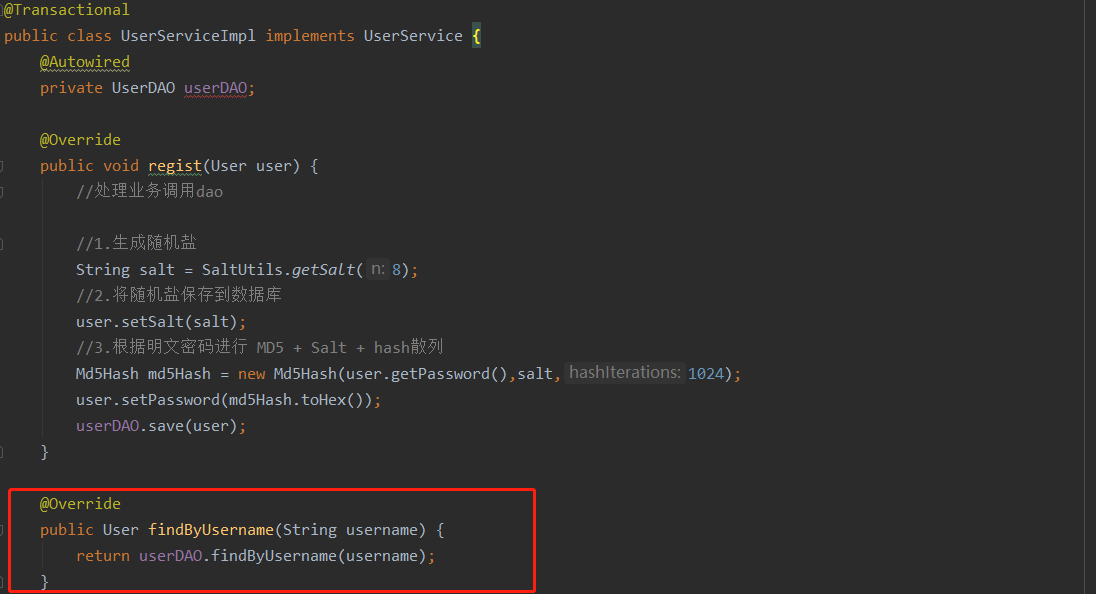 @Transactional
public class UserServiceImpl implements UserService {
@Autowired
private UserDAO userDAO;
@Override
public void regist(User user) {
//处理业务调用dao
//1.生成随机盐
String salt = SaltUtils.getSalt( n: 8);
//2.将随机盐保存到数据库
user.setSalt(salt);
//3.根据明文密码进行 MD5 + Salt + hash散列
Md5Hash md5Hash = new Md5Hash(user.getPassword(),salt, hashIterations: 1024);
user.setPassword(md5Hash.toHex());
userDAO.save(user);
}
@Override
public User findByUsername(String username) {
return userDAO.findByUsername(username);
}